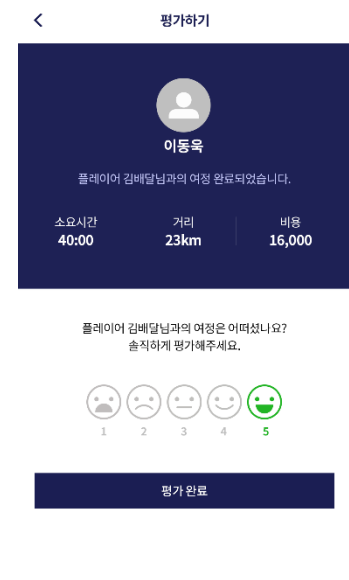 평가하기
이동욱
플레이어 김배달님과의 여정 완료되었습니다.
소요시간 거리 비용
40:00 23km 16,000
플레이어 김배달님과의 여정은 어떠셨나요?
솔직하게 평가해주세요.
1 2 3 4 5
평가 완료